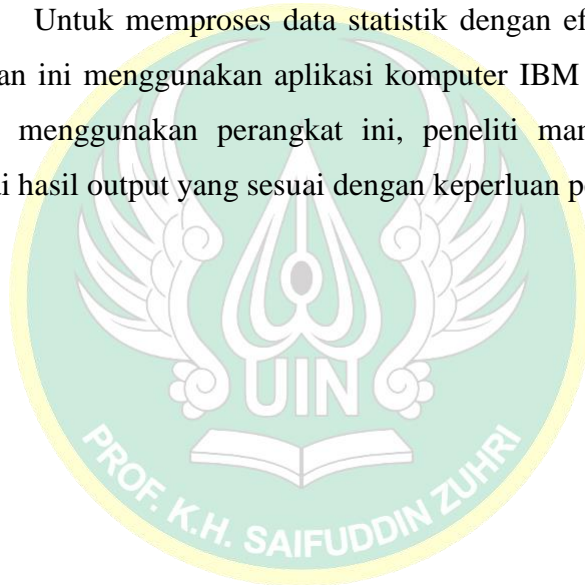 Untuk memproses data statistik dengan ef
an ini menggunakan aplikasi komputer IBM
menggunakan perangkat ini, peneliti mar
i hasil output yang sesuai dengan keperluan pe
UIN
PROF. K.H. SAIFUDDIN ZUHRI